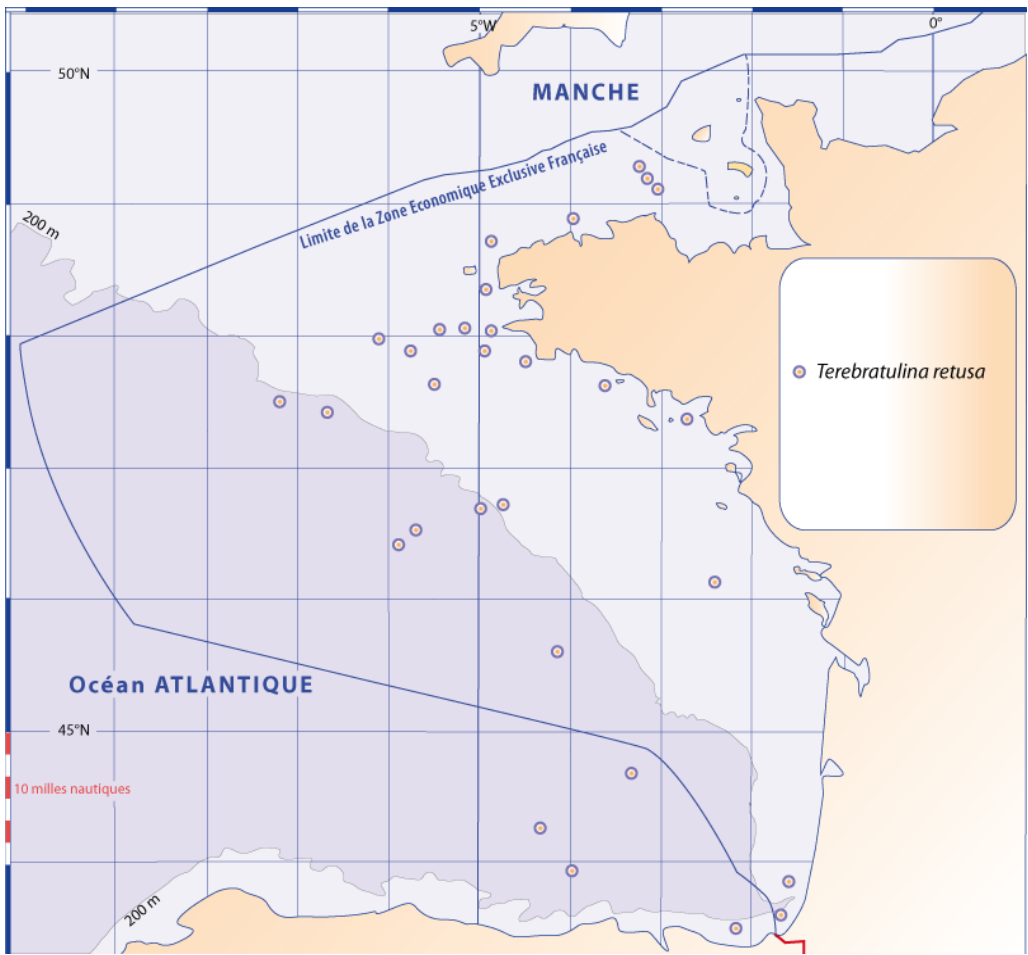 5°W
0°
50°N
MANCHE
Limite de la Zone Economique Exclusive Française
200 m
Terebratulina retusa
Océan ATLANTIQUE
45°N
10 milles nautiques
200 m